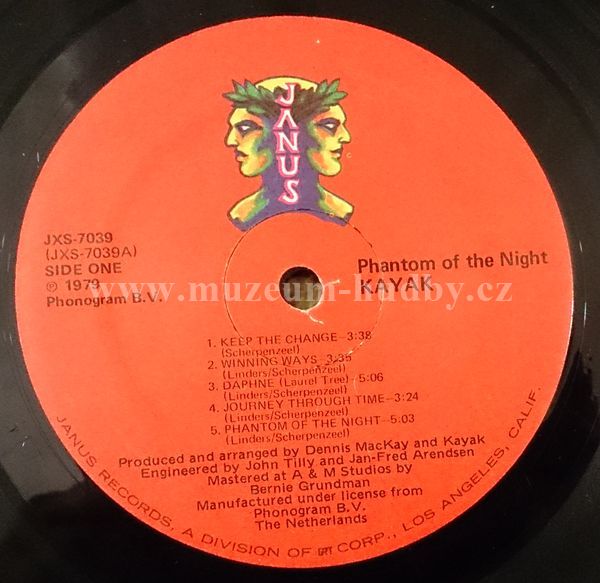 JANUS
JXS-7039
(JXS-7039A)
SIDE ONE
℗ 1979
Phonogram B.V.
Phantom of the Night
KAYAK
www.muzeum-hudby.cz
1. KEEP THE CHANGE—3:38
(Scherpenzeel)
2. WINNING WAYS—3:35
(Linders/Scherpenzeel)
3. DAPHNE (Laurel Tree)—5:06
(Linders/Scherpenzeel)
4. JOURNEY THROUGH TIME—3:24
(Linders/Scherpenzeel)
5. PHANTOM OF THE NIGHT—5:03
(Linders/Scherpenzeel)
Produced and arranged by Dennis MacKay and Kayak
Engineered by John Tilly and Jan-Fred Arendsen
Mastered at A & M Studios by
Bernie Grundman
Manufactured under license from
Phonogram B.V.
The Netherlands
JANUS RECORDS, A DIVISION OF GRT CORP., LOS ANGELES, CALIF.